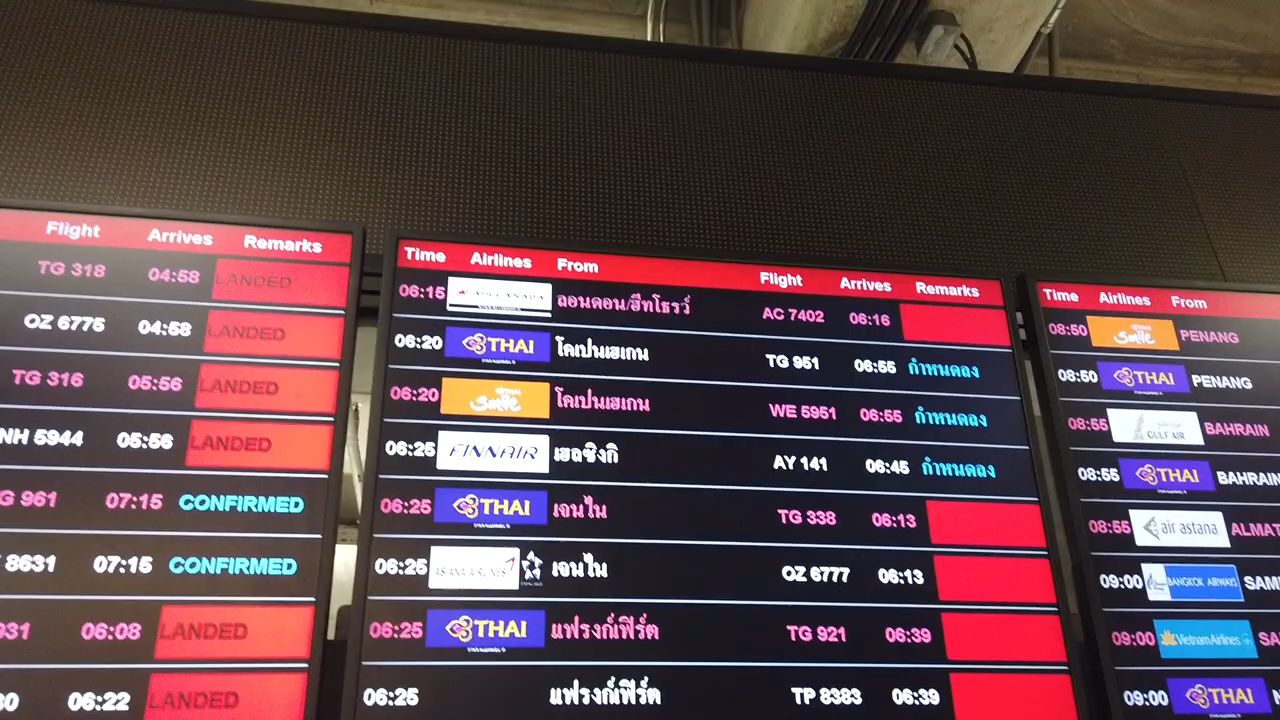 Flight Arrives Remarks
TG 318 04:58 LANDED
OZ 6775 04:58 LANDED
TG 316 05:56 LANDED
NH 5944 05:56 LANDED
961 07:15 CONFIRMED
8631 07:15 CONFIRMED
06:08 LANDED
06:22 LANDED
Time Airlines From Flight Arrives Remarks
06:15 AIR CANADA ลอนดอน/ฮีทโธรว์ AC 7402 06:16
06:20 THAI โคเปนเฮเกน TG 951 06:55 กำหนดลง
06:20 THAI Smile โคเปนเฮเกน WE 5951 06:55 กำหนดลง
06:25 FINNAIR เฮลซิงกิ AY 141 06:45 กำหนดลง
06:25 THAI เจนไน TG 338 06:13
06:25 ASIANA AIRLINES เจนไน OZ 6777 06:13
06:25 THAI แฟรงก์เฟิร์ต TG 921 06:39
06:25 แฟรงก์เฟิร์ต TP 8383 06:39
Time Airlines From
08:50 THAI Smile PENANG
08:50 THAI PENANG
08:55 GULF AIR BAHRAIN
08:55 THAI BAHRAIN
08:55 air astana ALMAT
09:00 BANGKOK AIRWAYS SAM
09:00 Vietnam Airlines SA
09:00 THAI